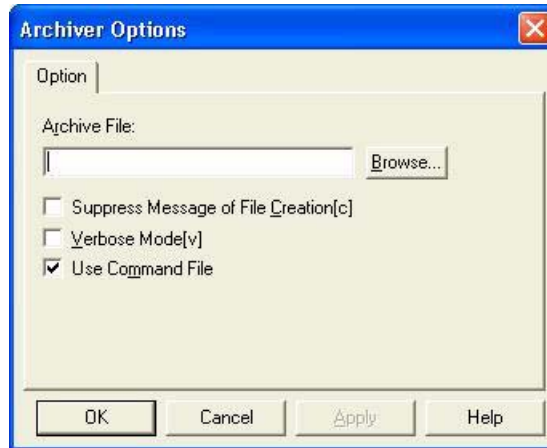 Archiver Options
Option
Archive File:
Browse...
Suppress Message of File Creation[c]
Verbose Mode[v]
Use Command File
OK Cancel Apply Help